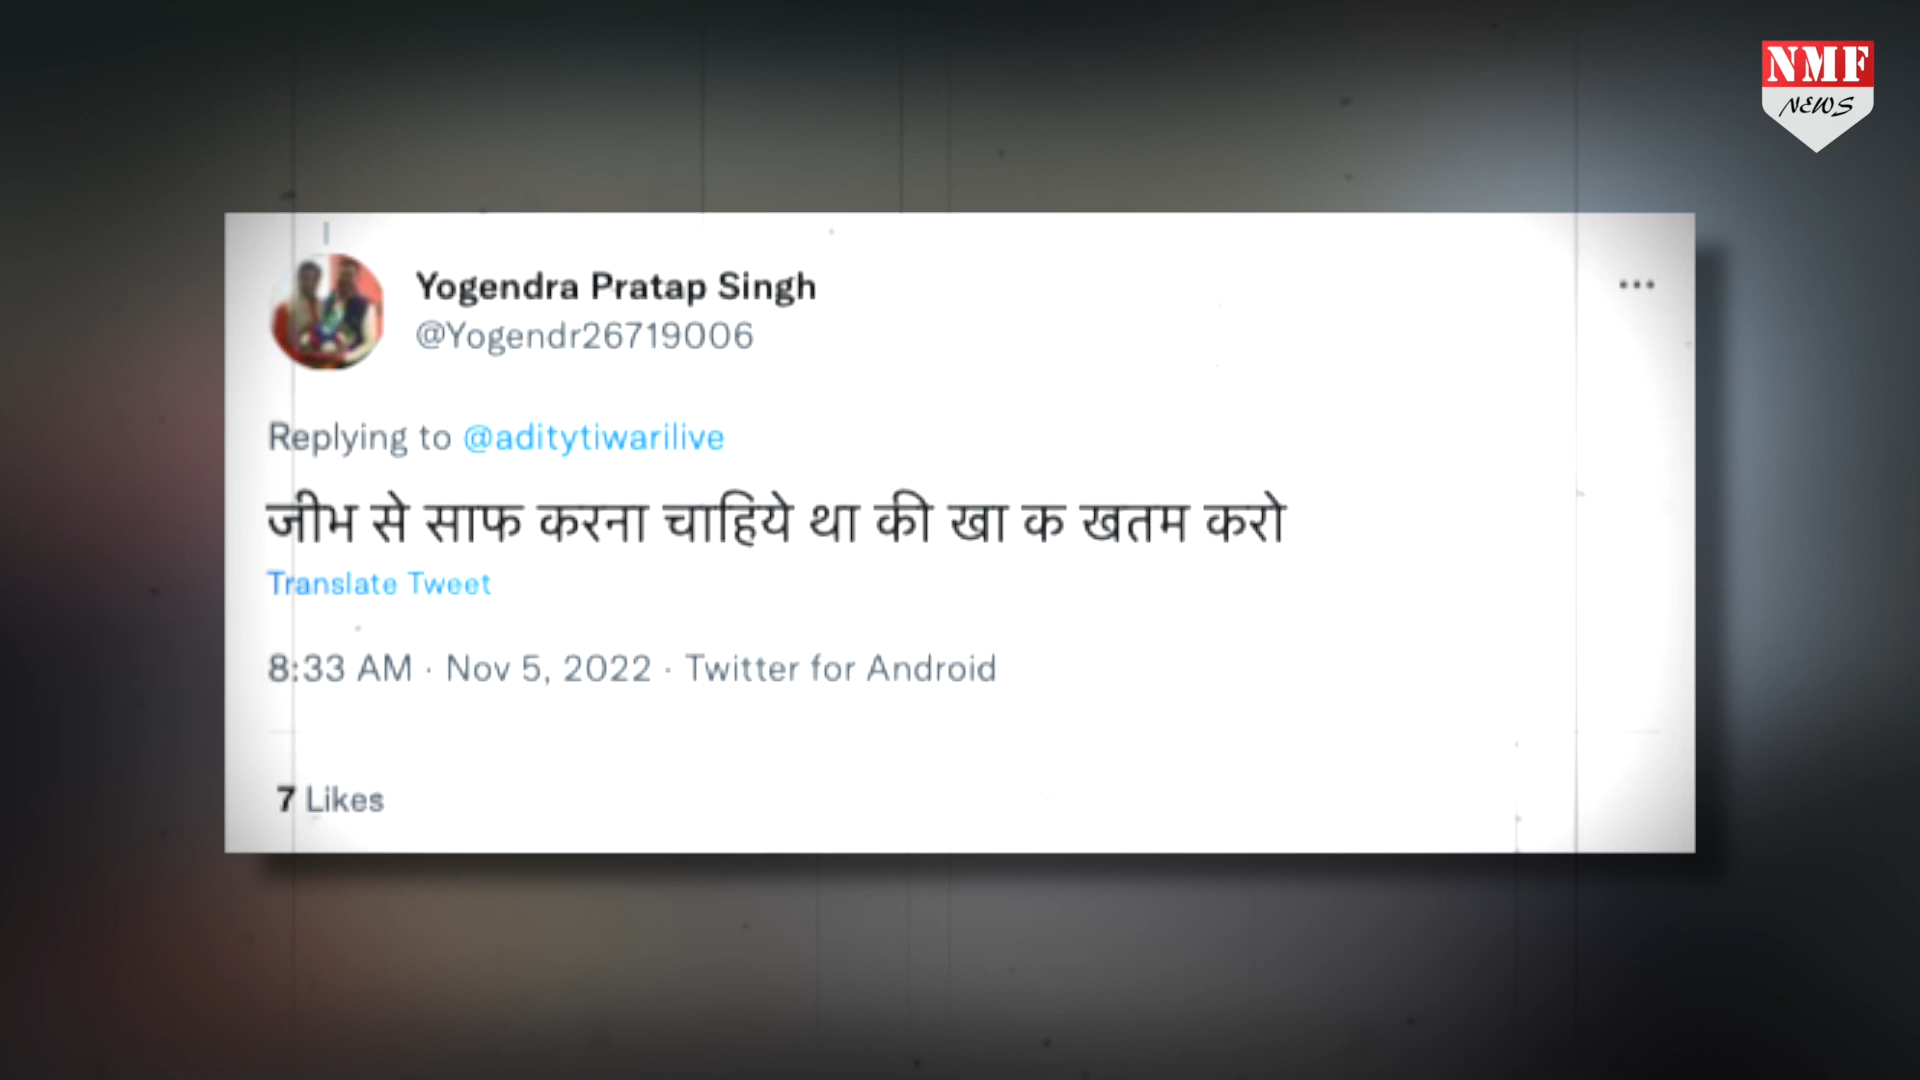 NMF
NEWS
Yogendra Pratap Singh
@Yogendr26719006
Replying to @aditytiwarilive
जीभ से साफ करना चाहिये था की खा क खतम करो
Translate Tweet
8:33 AM · Nov 5, 2022 · Twitter for Android
7 Likes